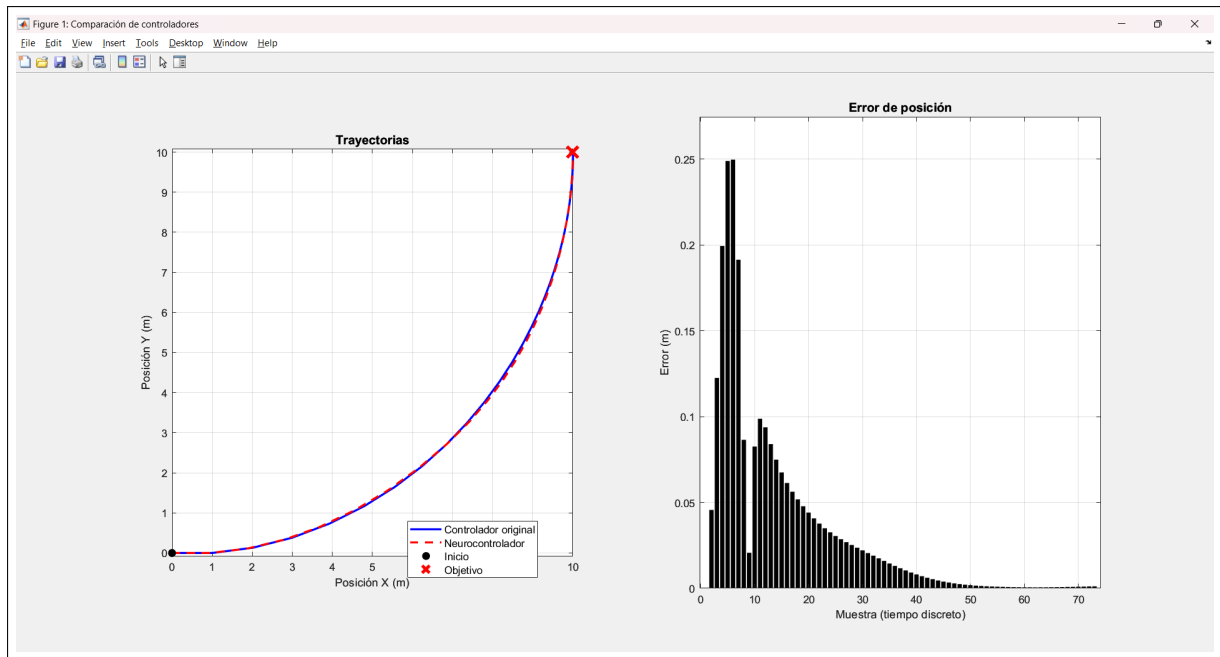 Figure 1: Comparación de controladores
File Edit View Insert Tools Desktop Window Help
Trayectorias
10
9
8
7
6
5
4
3
2
1
0
Posición Y (m)
0 1 2 3 4 5 10
Posición X (m)
Controlador original
Neurocontrolador
Inicio
Objetivo
Error de posición
0.25
0.2
0.15
0.1
0.05
0
Error (m)
0 10 20 30 40 50 60 70
Muestra (tiempo discreto)